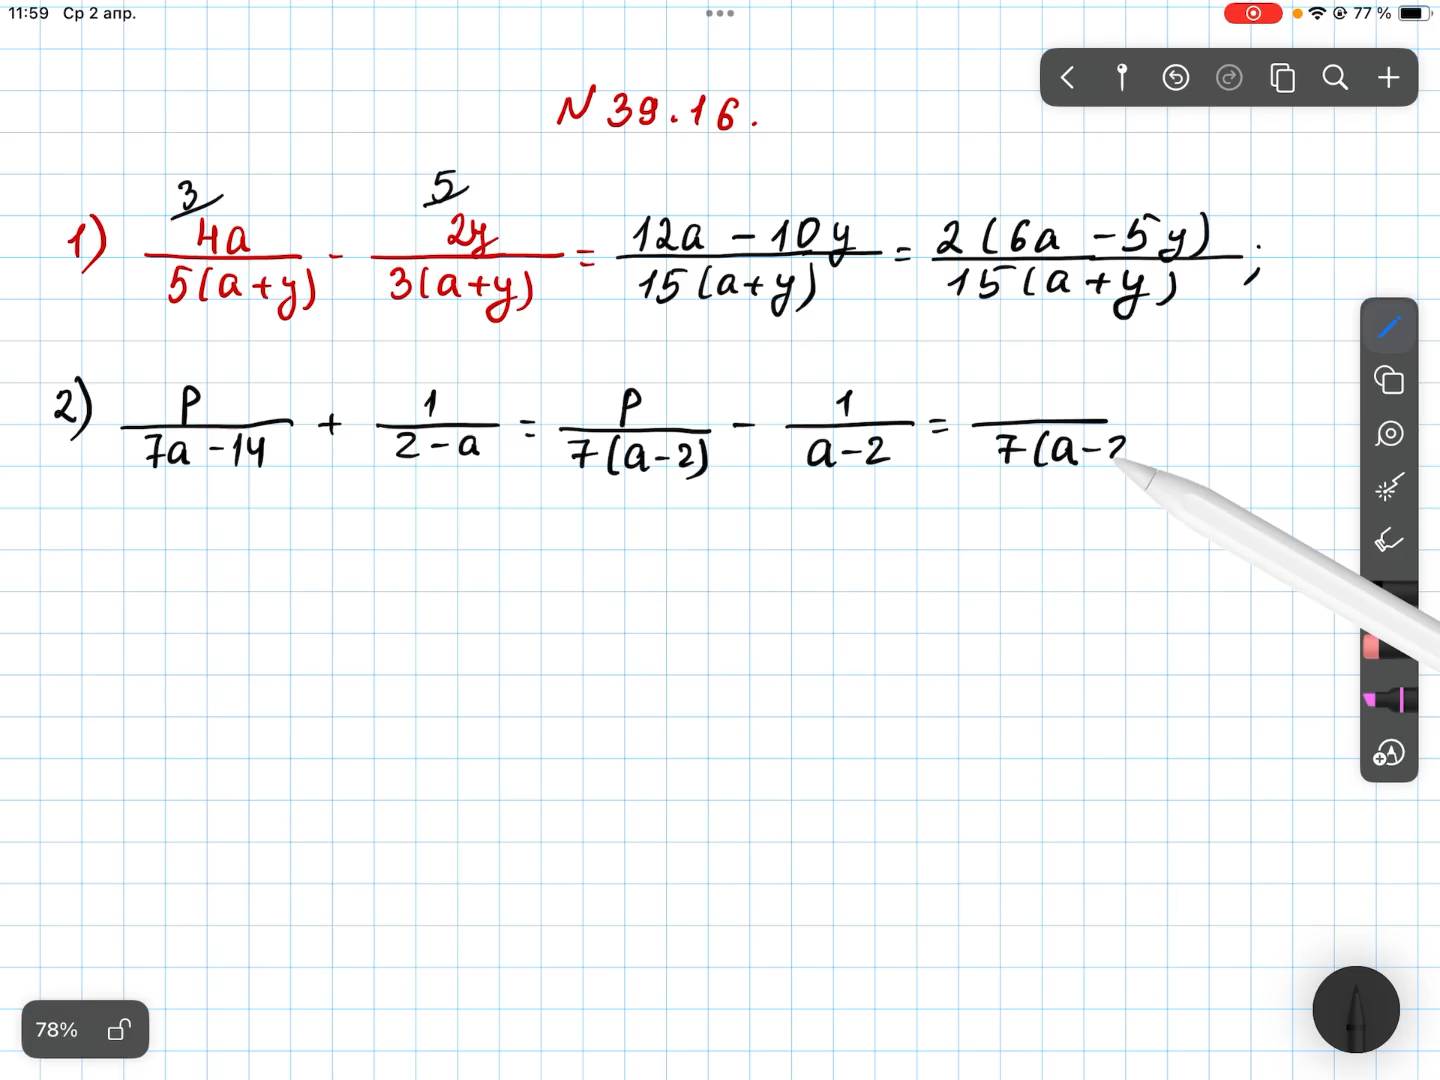 11:59 Ср 2 апр. 77 %
N 39.16.
1) 4a/5(a+y) - 2y/3(a+y) = 12a - 10y/15(a+y) = 2(6a - 5y)/15(a+y) ;
3 5
2) p/7a - 14 + 1/2 - a = p/7(a - 2) - 1/a - 2 = /7(a - 2
78%